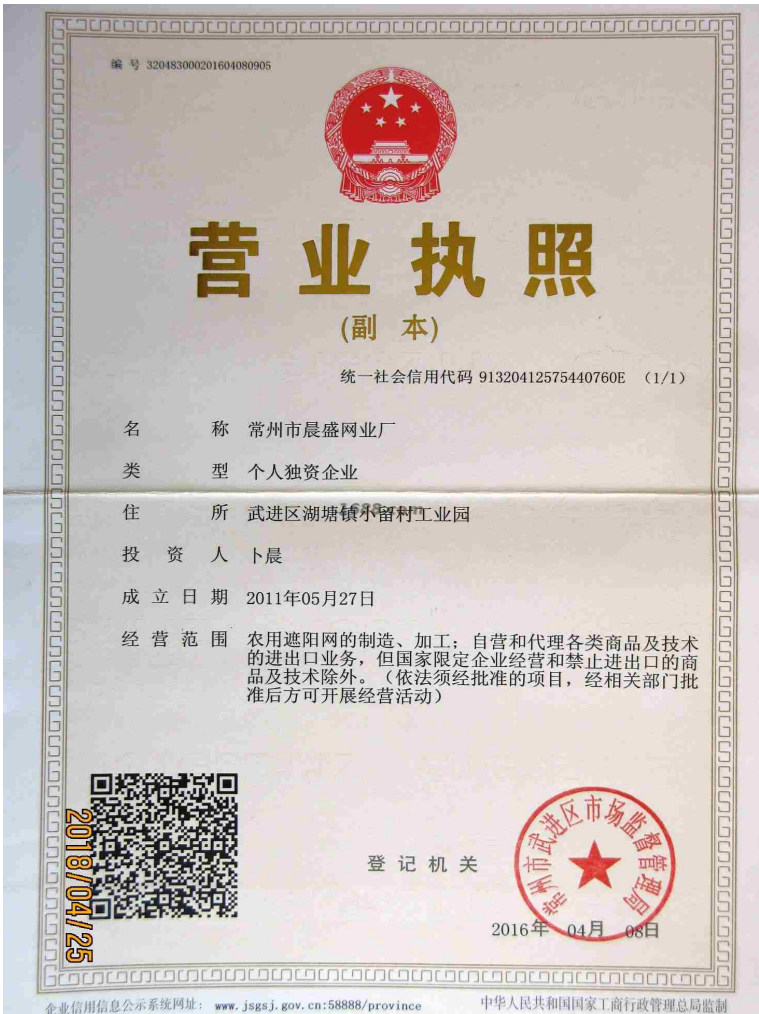 编 号 320483000201604080905
营业执照
(副 本)
统一社会信用代码 91320412575440760E （1/1）
名 称 常州市晨盛网业厂
类 型 个人独资企业
住 所 武进区湖塘镇小留村工业园
1688.com
投 资 人 卜晨
成 立 日 期 2011年05月27日
经 营 范 围 农用遮阳网的制造、加工；自营和代理各类商品及技术
的进出口业务，但国家限定企业经营和禁止进出口的商
品及技术除外。（依法须经批准的项目，经相关部门批
准后方可开展经营活动）
2018/04/25
登 记 机 关
常州市武进区市场监督管理局
2016年 04月 08日
企业信用信息公示系统网址： www.jsgsj.gov.cn:58888/province
中华人民共和国国家工商行政管理总局监制